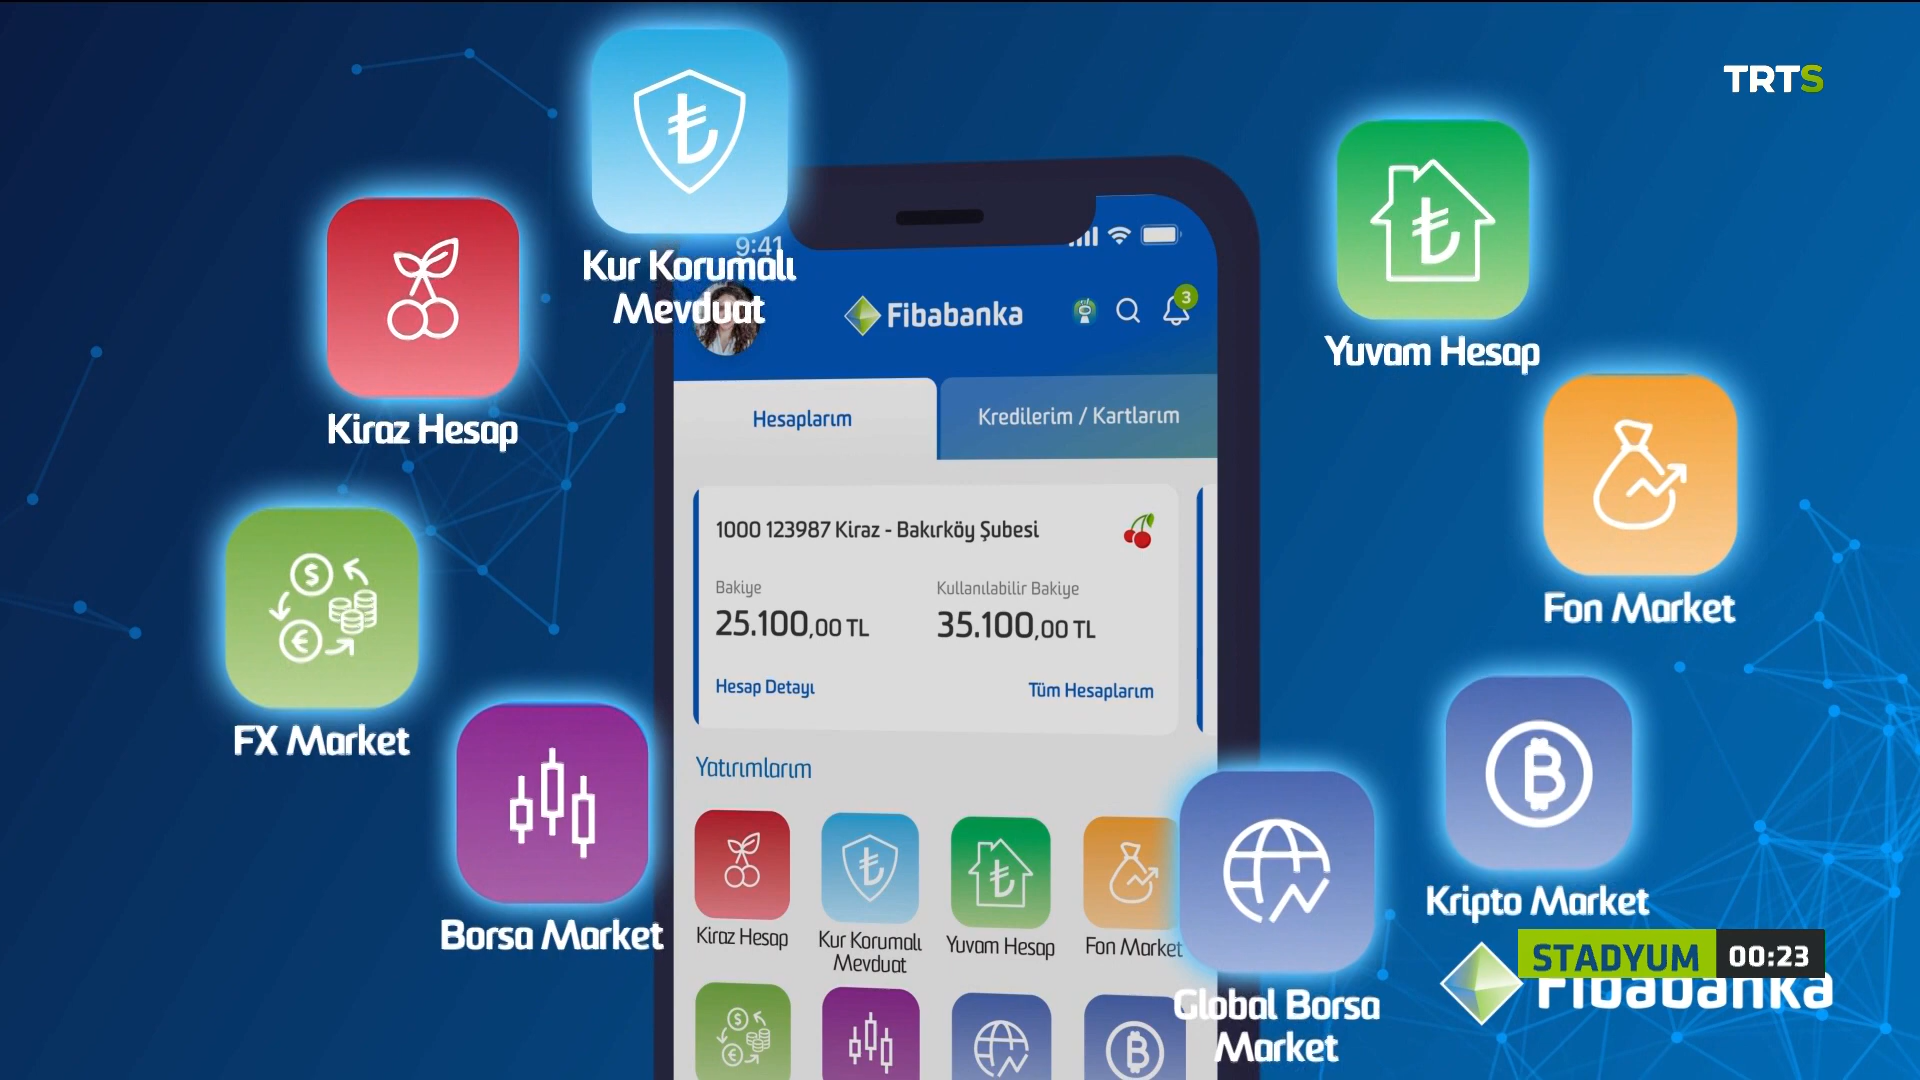 TRTS
Kur Korumalı
Mevduat
Kiraz Hesap
FX Market
Borsa Market
Yuvam Hesap
Fon Market
Kripto Market
Global Borsa
Market
9:41
Fibabanka
3
Hesaplarım
Kredilerim / Kartlarım
1000 123987 Kiraz - Bakırköy Şubesi
Bakiye
Kullanılabilir Bakiye
25.100,00 TL
35.100,00 TL
Hesap Detayı
Tüm Hesaplarım
Yatırımlarım
Kiraz Hesap
Kur Korumalı
Mevduat
Yuvam Hesap
Fon Market
STADYUM 00:23
Fibabanka